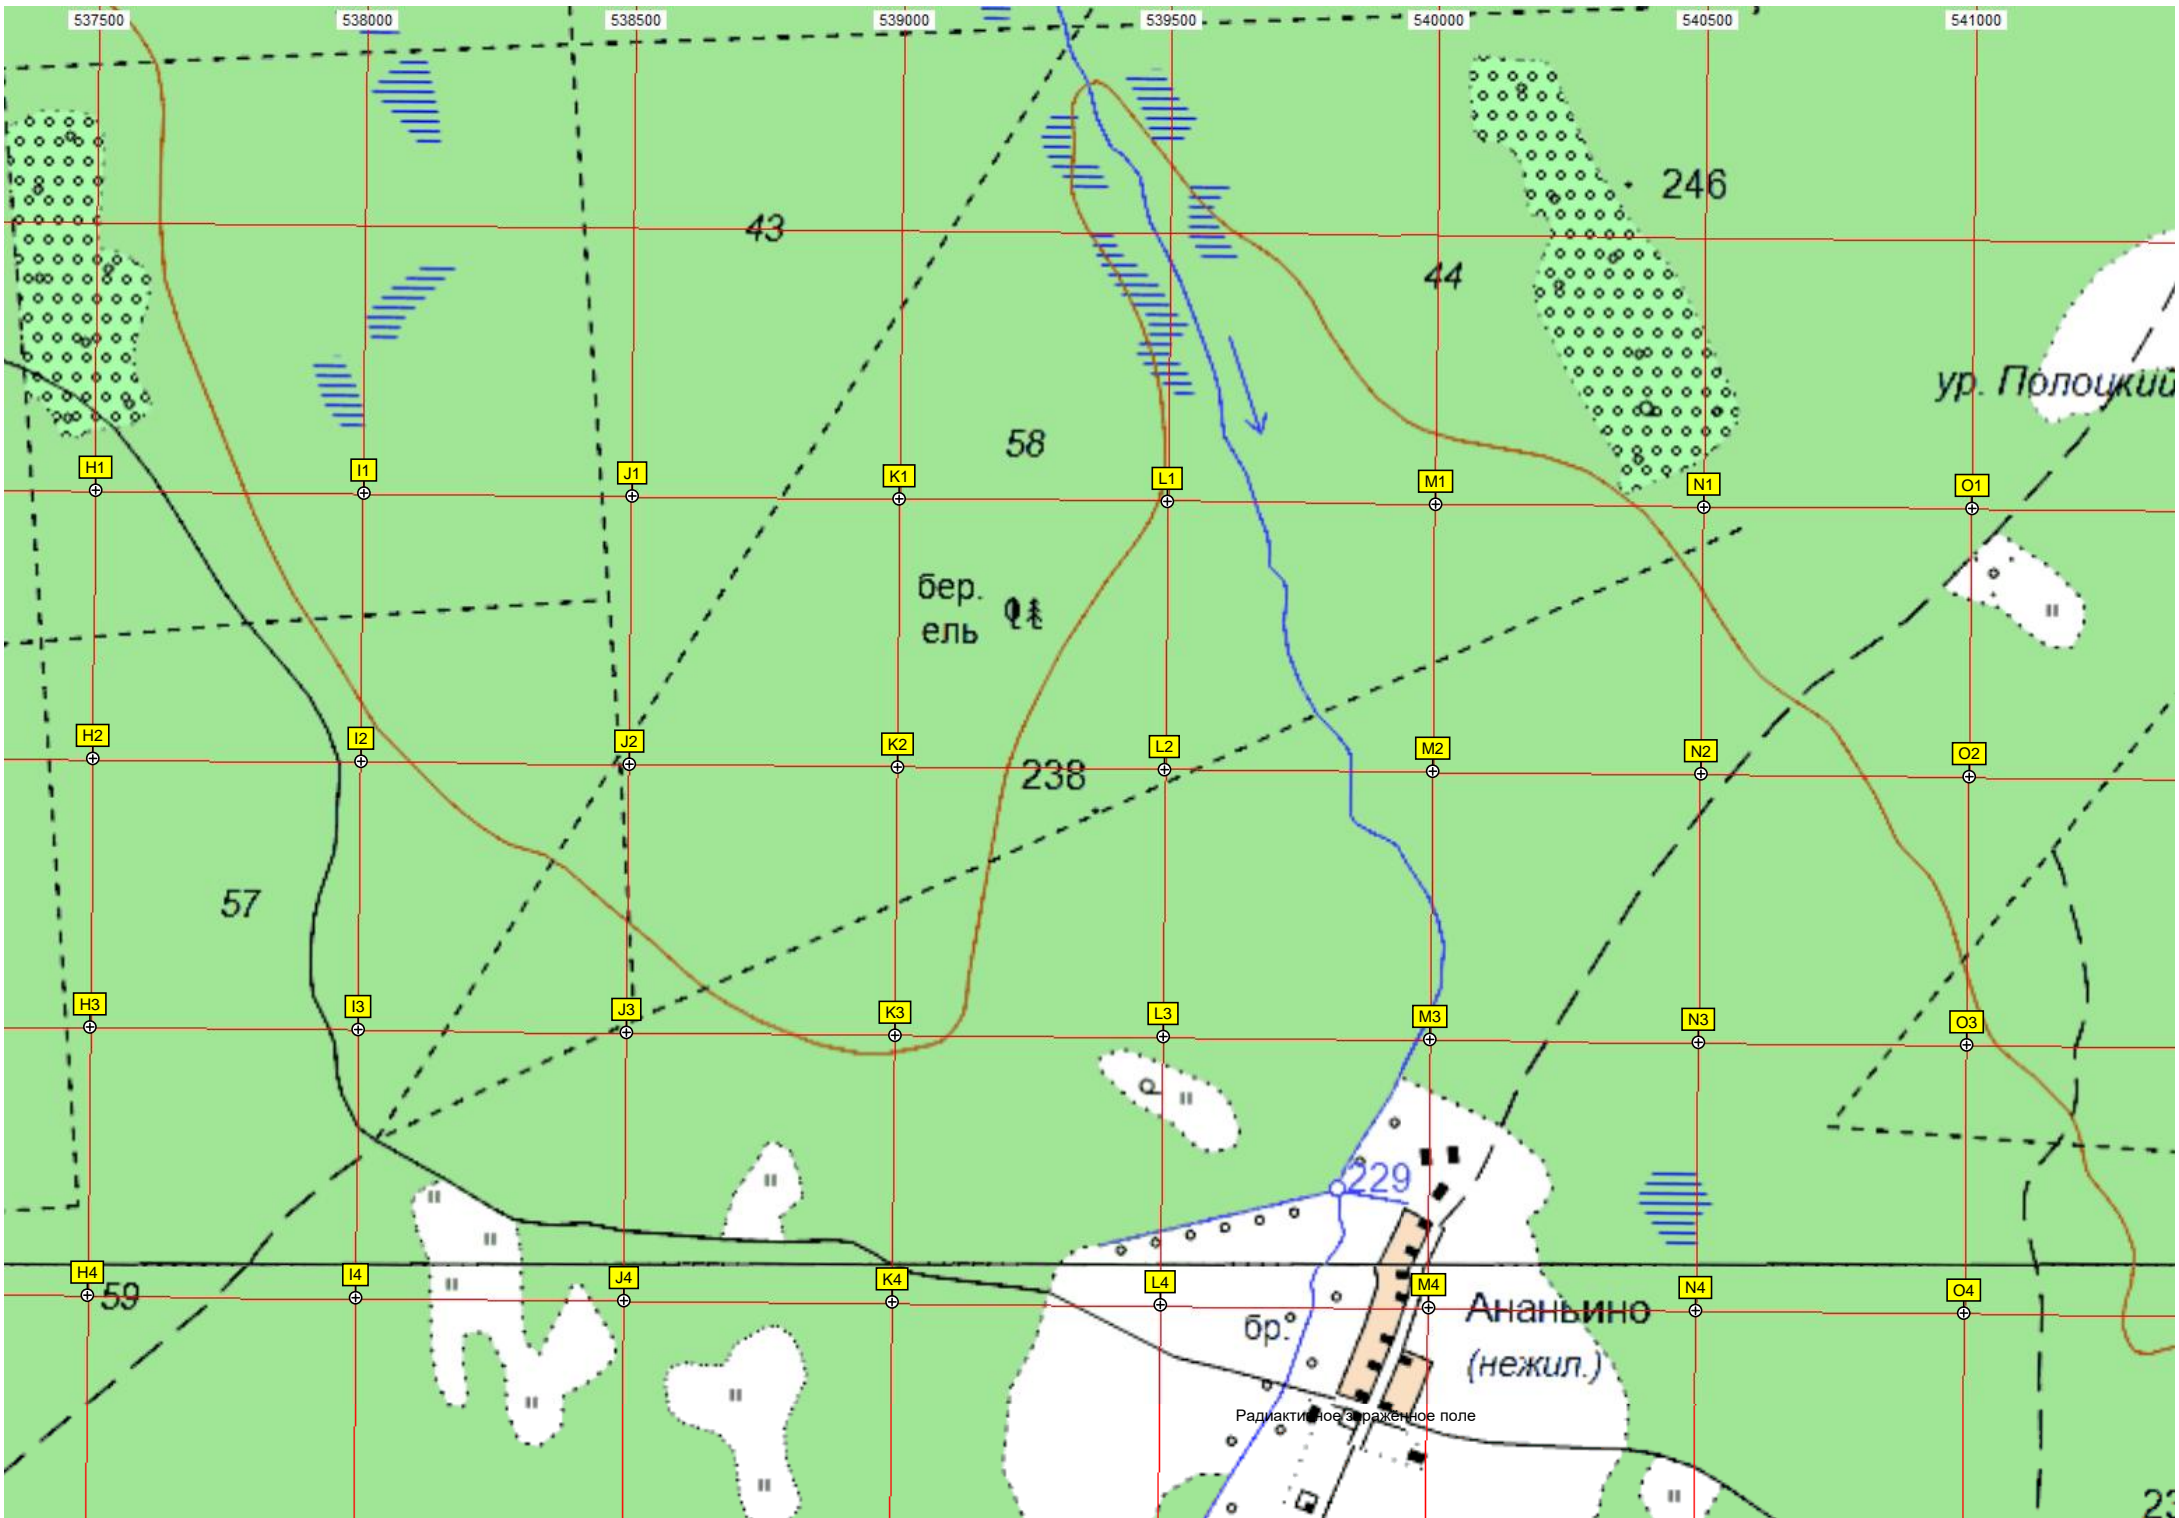 537500 538000 538500 539000 539500 540000 540500 541000
246
43
44
ур. Полоцкий
58
H1 I1 J1 K1 L1 M1 N1 O1
бер.
ель
H2 I2 J2 K2 L2 M2 N2 O2
238
57
H3 I3 J3 K3 L3 M3 N3 O3
229
H4 I4 J4 K4 L4 M4 N4 O4
59
Ананьино
бр.
(нежил.)
Радиактивное заражённое поле